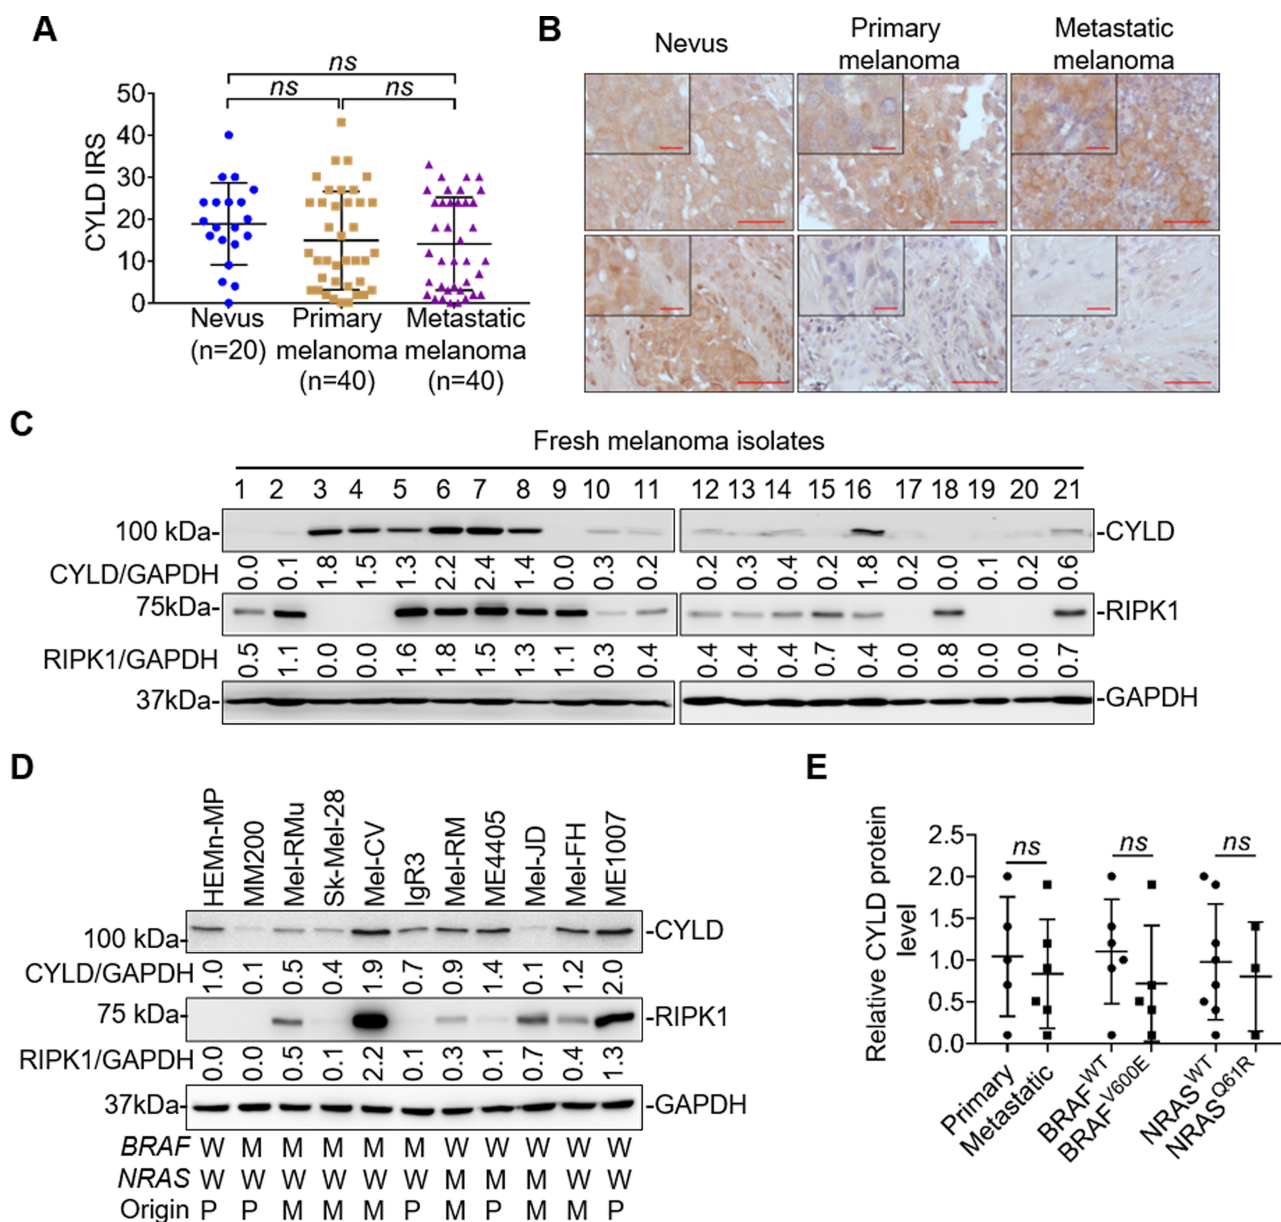 A
ns
ns
ns
50
40
30
20
10
0
CYLD IRS
Nevus
(n=20)
Primary
melanoma
(n=40)
Metastatic
melanoma
(n=40)
B
Nevus
Primary
melanoma
Metastatic
melanoma
C
Fresh melanoma isolates
1 2 3 4 5 6 7 8 9 10 11 12 13 14 15 16 17 18 19 20 21
100 kDa- -CYLD
CYLD/GAPDH 0.0 0.1 1.8 1.5 1.3 2.2 2.4 1.4 0.0 0.3 0.2 0.2 0.3 0.4 0.2 1.8 0.2 0.0 0.1 0.2 0.6
75kDa- -RIPK1
RIPK1/GAPDH 0.5 1.1 0.0 0.0 1.6 1.8 1.5 1.3 1.1 0.3 0.4 0.4 0.4 0.4 0.7 0.4 0.0 0.8 0.0 0.0 0.7
37kDa- -GAPDH
D
HEMn-MP MM200 Mel-RMu Sk-Mel-28 Mel-CV IgR3 Mel-RM ME4405 Mel-JD Mel-FH ME1007
100 kDa- -CYLD
CYLD/GAPDH 1.0 0.1 0.5 0.4 1.9 0.7 0.9 1.4 0.1 1.2 2.0
75 kDa- -RIPK1
RIPK1/GAPDH 0.0 0.0 0.5 0.1 2.2 0.1 0.3 0.1 0.7 0.4 1.3
37kDa- -GAPDH
BRAF W M M M M M W W W W W
NRAS W W W W W W M M W M W
Origin P P M M M P M P M M P
E
Relative CYLD protein
level
2.5
2.0
1.5
1.0
0.5
0.0
ns
ns
ns
Primary
Metastatic
BRAF^WT
BRAF^V600E
NRAS^WT
NRAS^Q61R